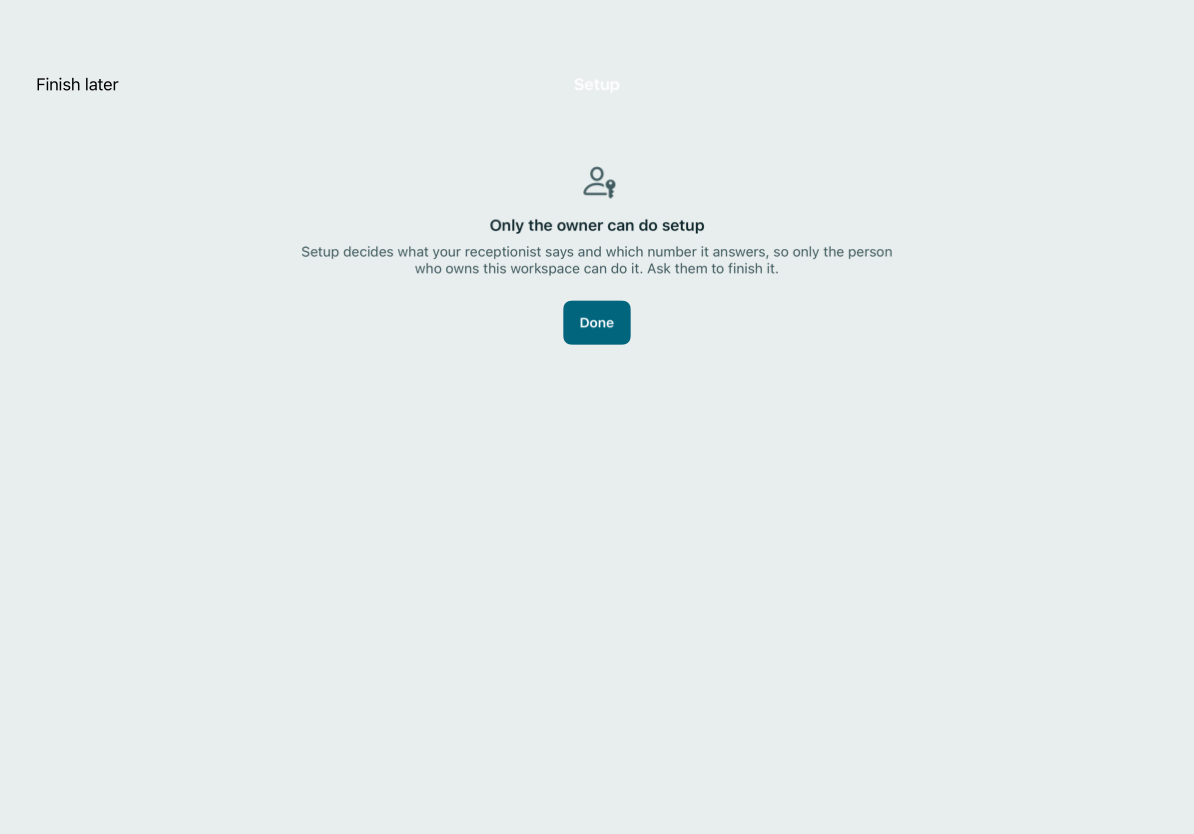 Finish later
Setup
Only the owner can do setup
Setup decides what your receptionist says and which number it answers, so only the person
who owns this workspace can do it. Ask them to finish it.
Done